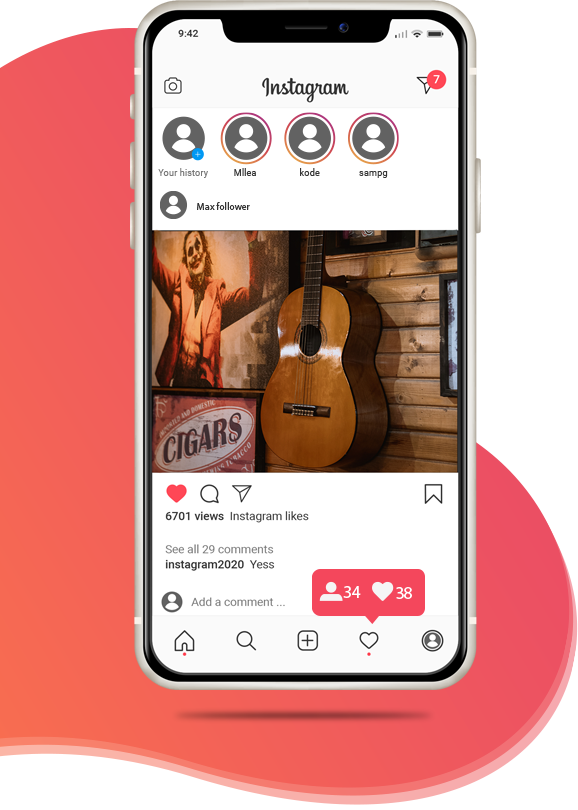 9:42
Instagram
7
Your history
Mllea
kode
sampg
Max follower
CIGARS
6701 views Instagram likes
See all 29 comments
instagram2020 Yess
Add a comment ...
34 38